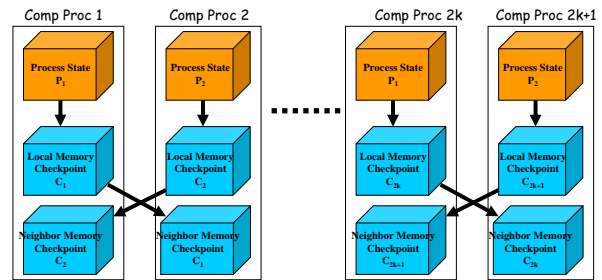 Comp Proc 1
Comp Proc 2
Comp Proc 2k
Comp Proc 2k+1
Process State
P1
Process State
P2
Process State
P1
Process State
P2
Local Memory
Checkpoint
C1
Local Memory
Checkpoint
C2
Local Memory
Checkpoint
C2k
Local Memory
Checkpoint
C2k+1
Neighbor Memory
Checkpoint
C2
Neighbor Memory
Checkpoint
C1
Neighbor Memory
Checkpoint
C2k+1
Neighbor Memory
Checkpoint
C2k